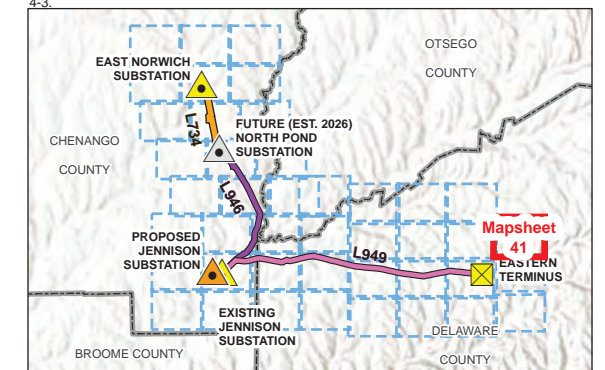 4-3.
OTSEGO
COUNTY
EAST NORWICH
SUBSTATION
L734
FUTURE (EST. 2026)
NORTH POND
SUBSTATION
CHENANGO
COUNTY
L946
PROPOSED
JENNISON
SUBSTATION
L949
Mapsheet
41
EASTERN
TERMINUS
EXISTING
JENNISON
SUBSTATION
DELAWARE
COUNTY
BROOME COUNTY